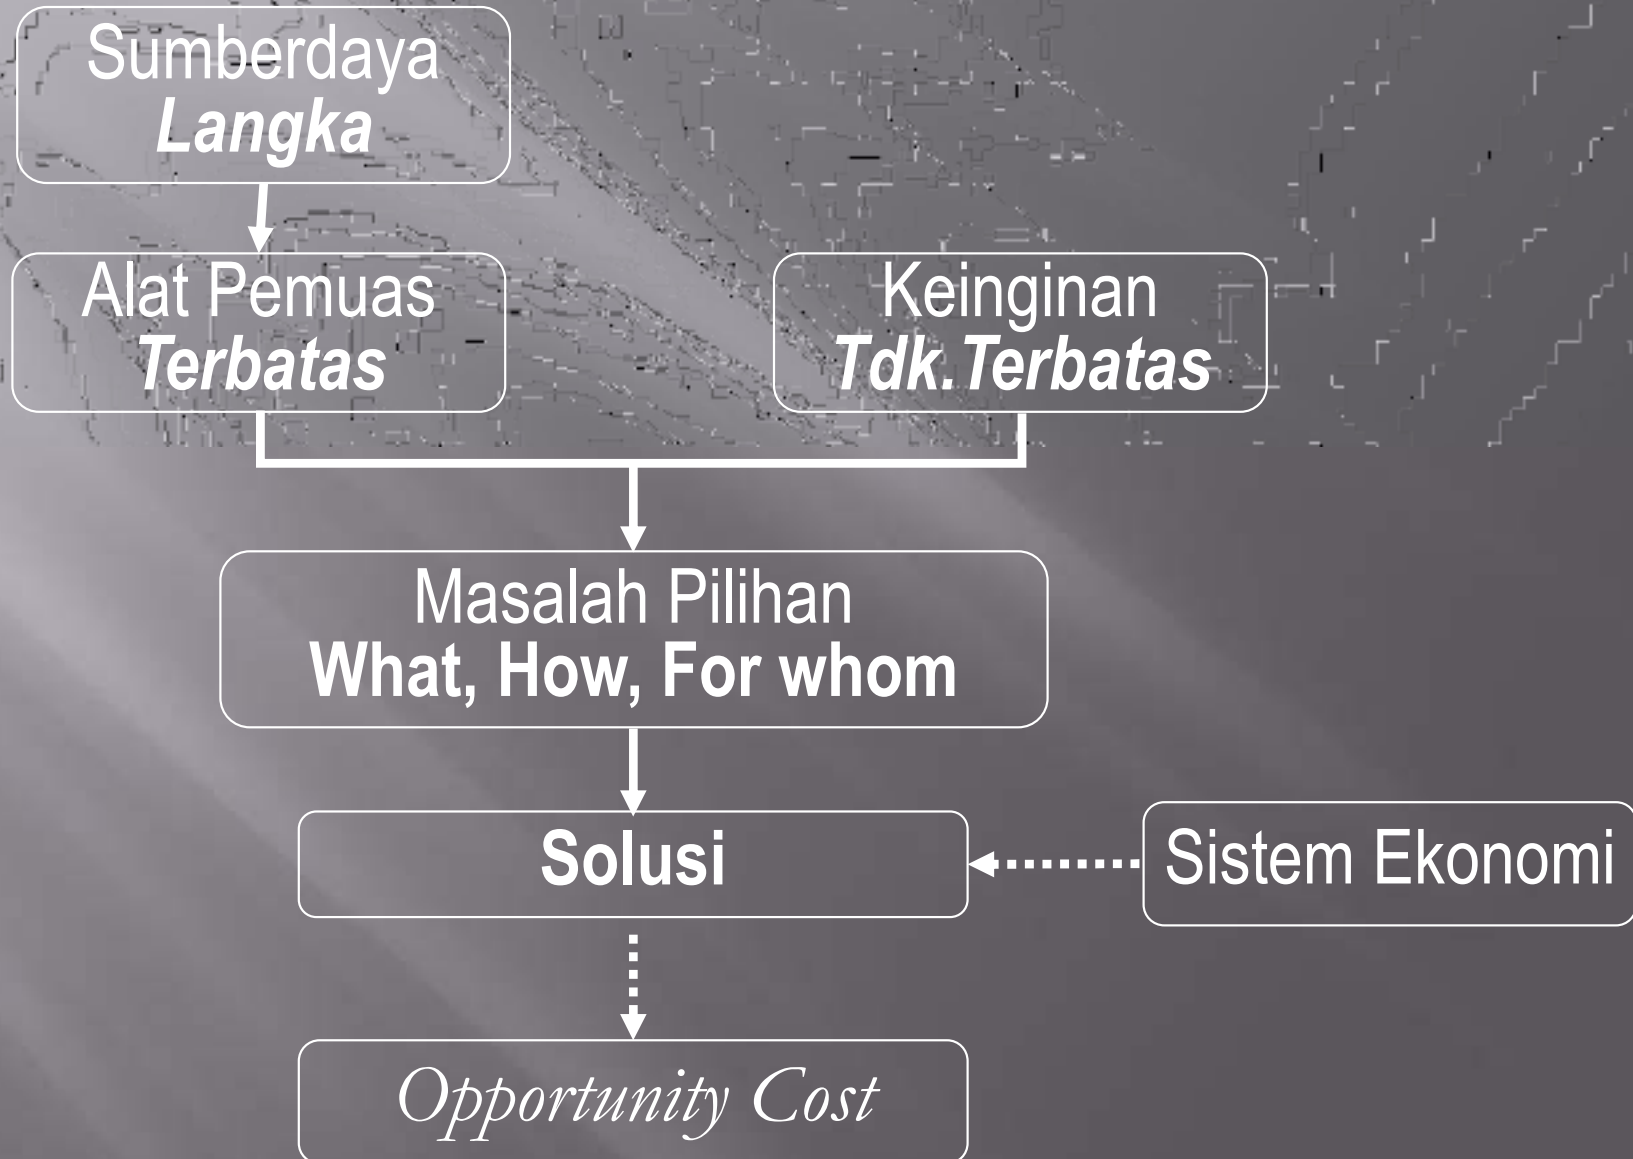 Sumberdaya
Langka
Alat Pemuas
Terbatas
Keinginan
Tdk.Terbatas
Masalah Pilihan
What, How, For whom
Solusi
Sistem Ekonomi
Opportunity Cost